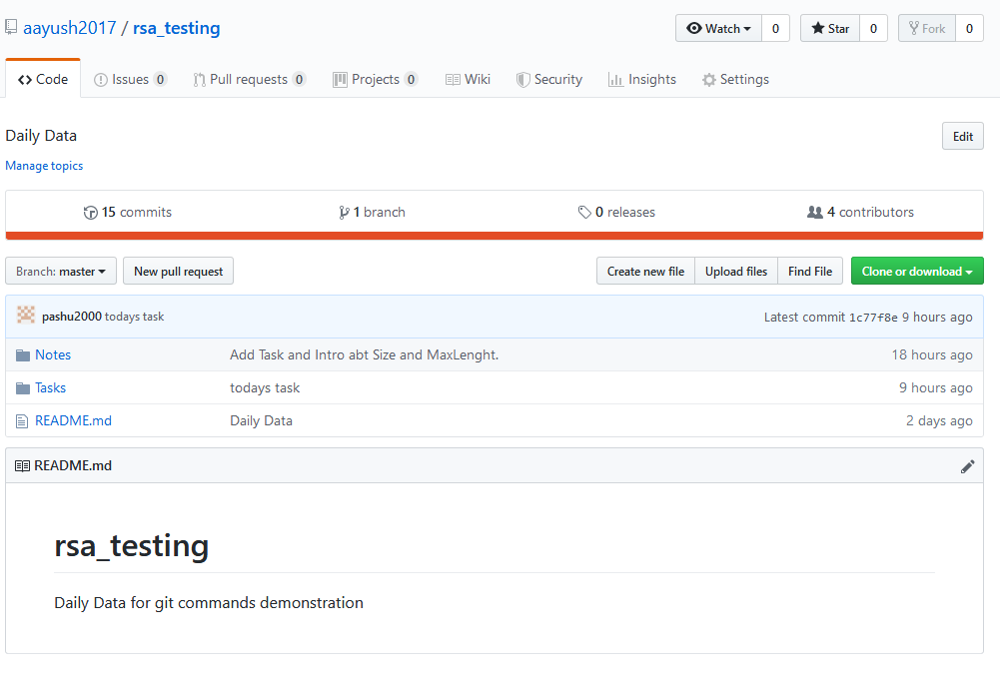 aayush2017 / rsa_testing Watch 0 Star 0 Fork 0
Code Issues 0 Pull requests 0 Projects 0 Wiki Security Insights Settings
Daily Data Edit
Manage topics
15 commits 1 branch 0 releases 4 contributors
Branch: master New pull request Create new file Upload files Find File Clone or download
pashu2000 todays task Latest commit 1c77f8e 9 hours ago
Notes Add Task and Intro abt Size and MaxLenght. 18 hours ago
Tasks todays task 9 hours ago
README.md Daily Data 2 days ago
README.md
rsa_testing
Daily Data for git commands demonstration